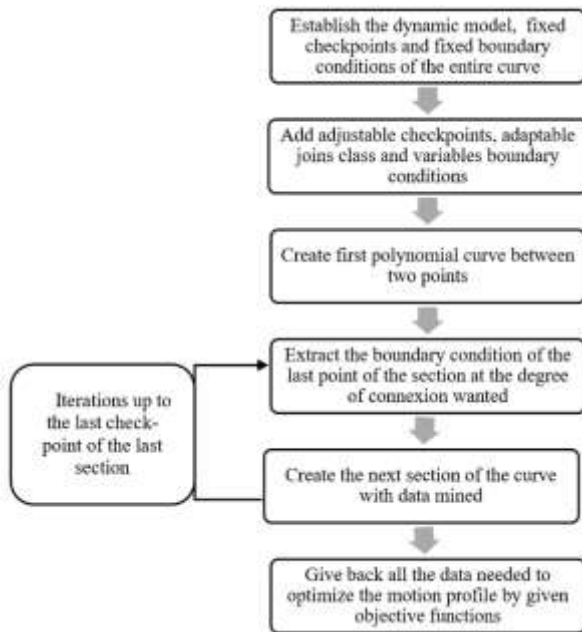 Establish the dynamic model, fixed
checkpoints and fixed boundary
conditions of the entire curve
Add adjustable checkpoints, adaptable
joins class and variables boundary
conditions
Create first polynomial curve between
two points
Extract the boundary condition of the
last point of the section at the degree
of connexion wanted
Iterations up to
the last check-
point of the last
section
Create the next section of the curve
with data mined
Give back all the data needed to
optimize the motion profile by given
objective functions